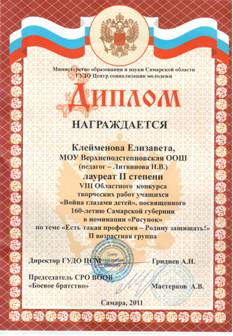 Министерство образования и науки Самарской области
ГУДО Центр социализации молодежи
Диплом
НАГРАЖДАЕТСЯ
Клейменова Елизавета,
МОУ Верхнеподстепновская ООШ
(педагог – Литвинова Н.В.)
лауреат II степени
VIII Областного конкурса
творческих работ учащихся
«Война глазами детей», посвященного
160-летию Самарской губернии
в номинации «Рисунок»
по теме «Есть такая профессия – Родину защищать!»
II возрастная группа
Директор ГУДО ЦСМ Гриднев А.Н.
Председатель СРО ВООВ
«Боевое братство» Мастерков А.В.
Самара, 2011